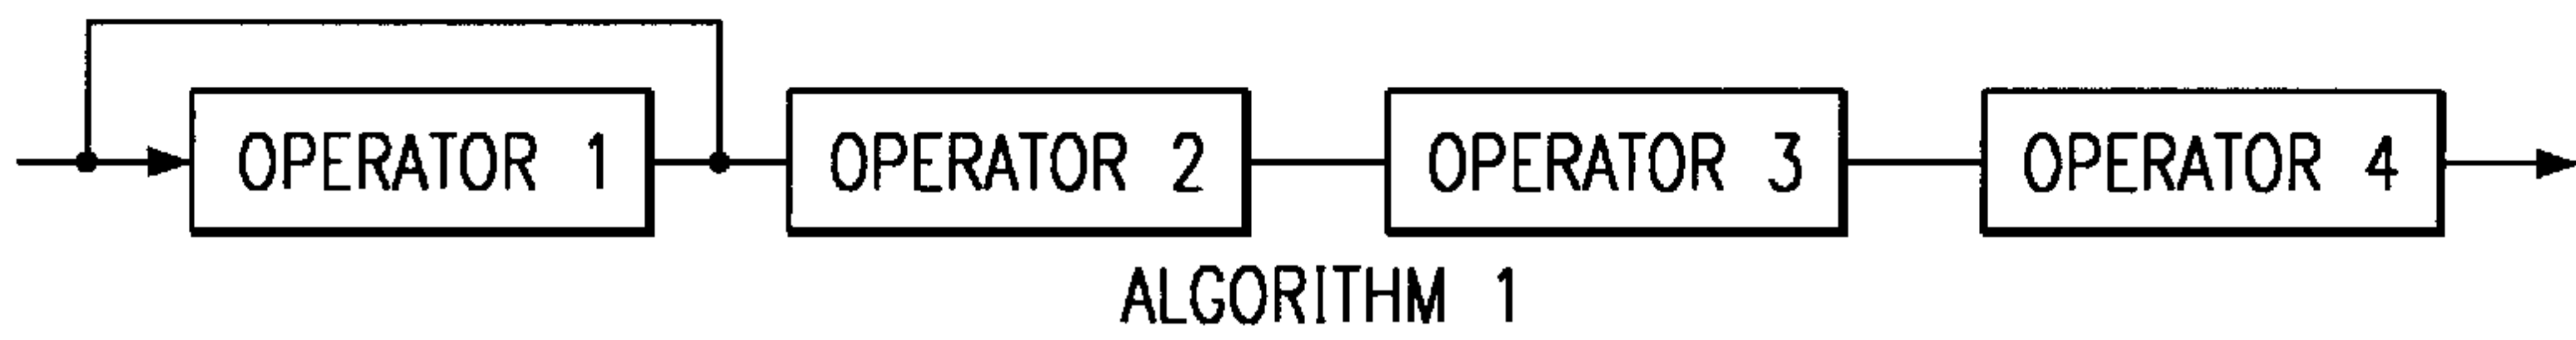 OPERATOR 1 OPERATOR 2 OPERATOR 3 OPERATOR 4
ALGORITHM 1